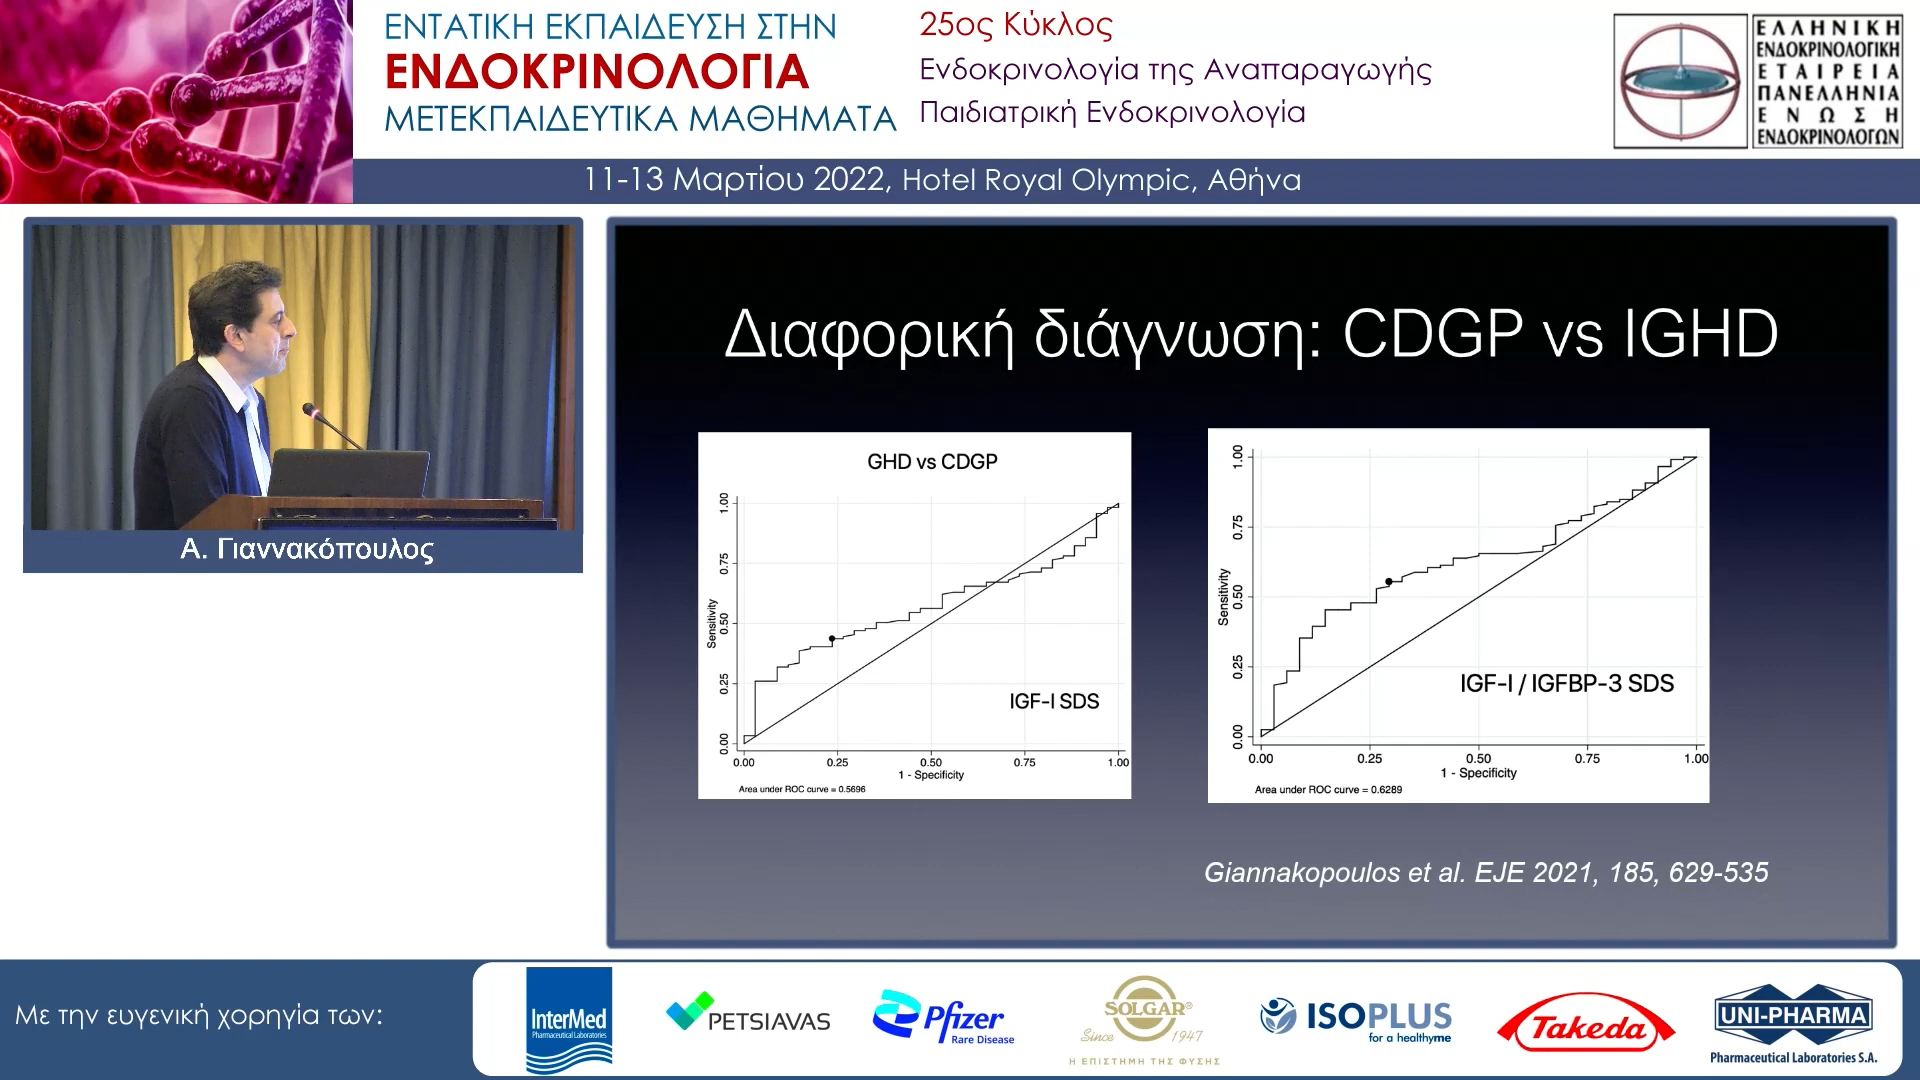 ΕΝΤΑΤΙΚΗ ΕΚΠΑΙΔΕΥΣΗ ΣΤΗΝ
ΕΝΔΟΚΡΙΝΟΛΟΓΙΑ
ΜΕΤΕΚΠΑΙΔΕΥΤΙΚΑ ΜΑΘΗΜΑΤΑ
25ος Κύκλος
Ενδοκρινολογία της Αναπαραγωγής
Παιδιατρική Ενδοκρινολογία
ΕΛΛΗΝΙΚΗ
ΕΝΔΟΚΡΙΝΟΛΟΓΙΚΗ
ΕΤΑΙΡΕΙΑ
ΠΑΝΕΛΛΗΝΙΑ
ΕΝΩΣΗ
ΕΝΔΟΚΡΙΝΟΛΟΓΩΝ
11-13 Μαρτίου 2022, Hotel Royal Olympic, Αθήνα
Α. Γιαννακόπουλος
Διαφορική διάγνωση: CDGP vs IGHD
GHD vs CDGP
Sensitivity
1.00
0.75
0.50
0.25
0.00
IGF-I SDS
0.00 0.25 0.50 0.75 1.00
1 - Specificity
Area under ROC curve = 0.5696
Sensitivity
1.00
0.75
0.50
0.25
0.00
IGF-I / IGFBP-3 SDS
0.00 0.25 0.50 0.75 1.00
1 - Specificity
Area under ROC curve = 0.6289
Giannakopoulos et al. EJE 2021, 185, 629-535
Με την ευγενική χορηγία των:
InterMed
Pharmaceutical Laboratories
PETSIAVAS
Pfizer
Rare Disease
SOLGAR®
Since 1947
Η ΕΠΙΣΤΗΜΗ ΤΗΣ ΦΥΣΗΣ
ISOPLUS
for a healthyme
Takeda
UNI-PHARMA
Pharmaceutical Laboratories S.A.